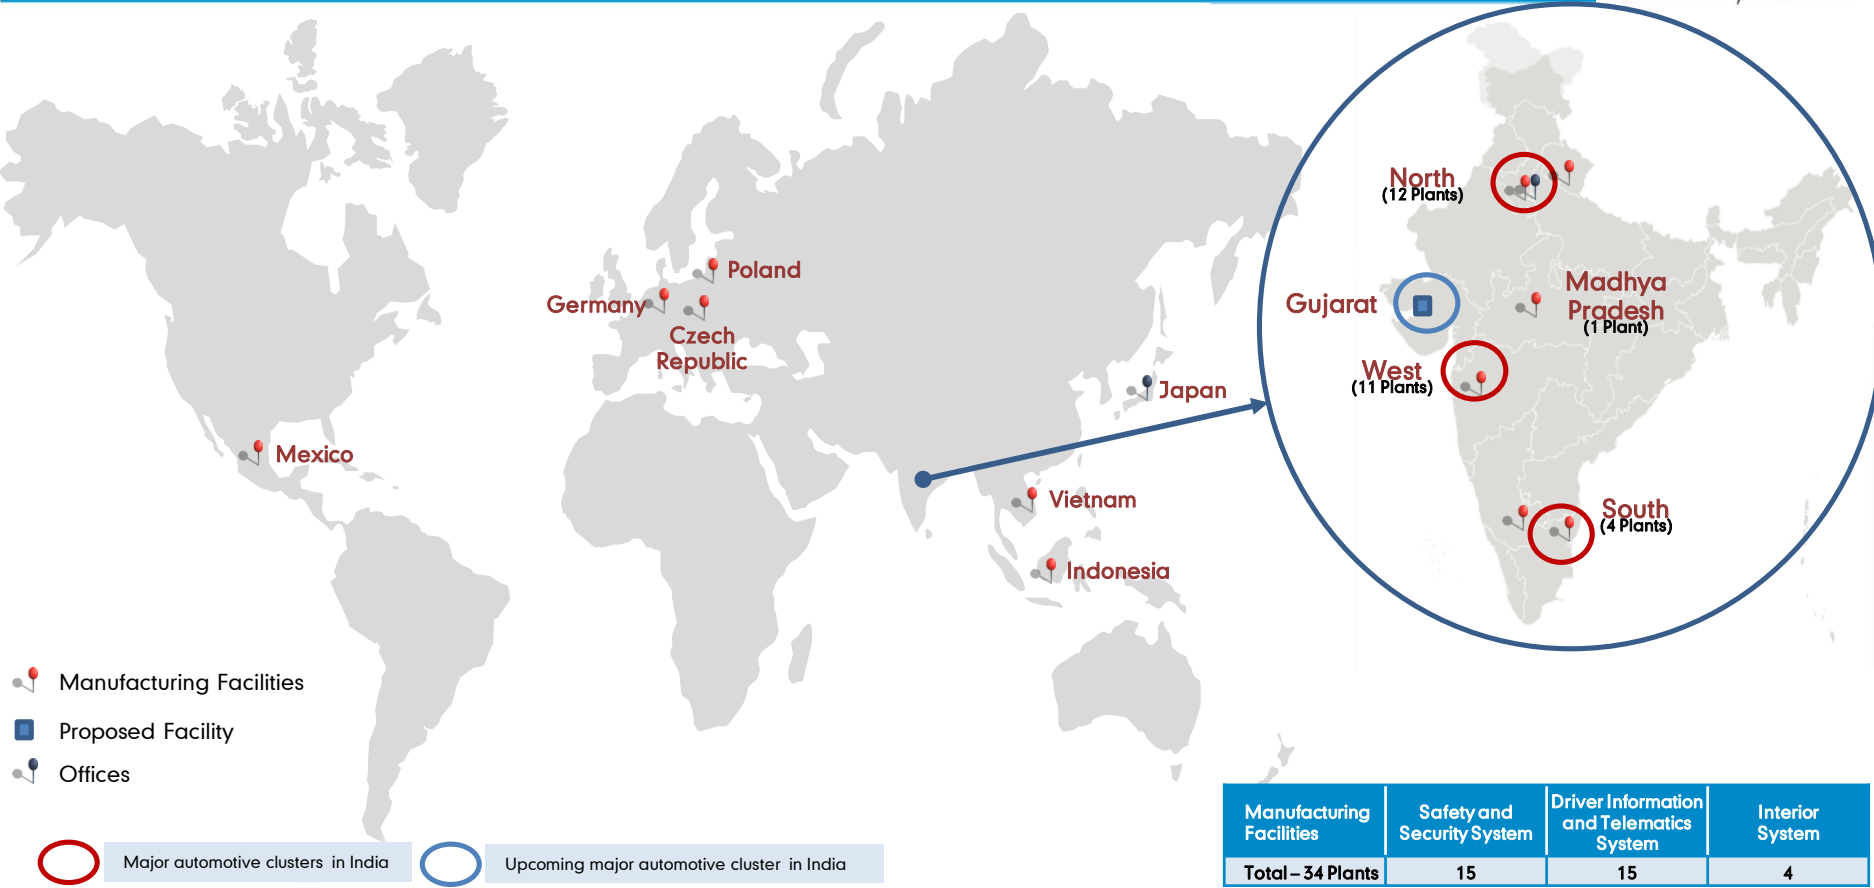 North
(12 Plants)
Poland
Germany
Czech
Republic
Madhya
Pradesh
(1 Plant)
Gujarat
West
(11 Plants)
Japan
Mexico
Vietnam
South
(4 Plants)
Indonesia
Manufacturing Facilities
Proposed Facility
Offices
Major automotive clusters in India
Upcoming major automotive cluster in India
Manufacturing
Facilities
Safety and
Security System
Driver Information
and Telematics
System
Interior
System
Total – 34 Plants
15
15
4